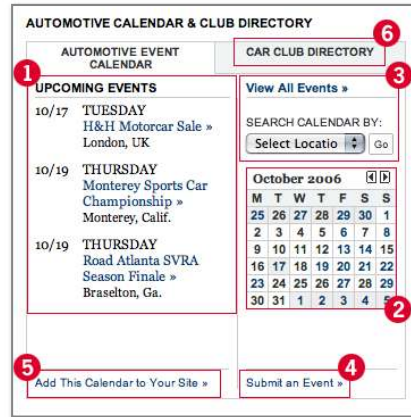 AUTOMOTIVE CALENDAR & CLUB DIRECTORY
6
AUTOMOTIVE EVENT
CALENDAR
CAR CLUB DIRECTORY
1
3
UPCOMING EVENTS
10/17 TUESDAY
H&H Motorcar Sale »
London, UK
10/19 THURSDAY
Monterey Sports Car
Championship »
Monterey, Calif.
10/19 THURSDAY
Road Atlanta SVRA
Season Finale »
Braselton, Ga.
View All Events »
SEARCH CALENDAR BY:
Select Locatio Go
October 2006
M T W T F S S
25 26 27 28 29 30 1
2 3 4 5 6 7 8
9 10 11 12 13 14 15
16 17 18 19 20 21 22
23 24 25 26 27 28 29
30 31 1 2 3 4 5
2
5
4
Add This Calendar to Your Site »
Submit an Event »